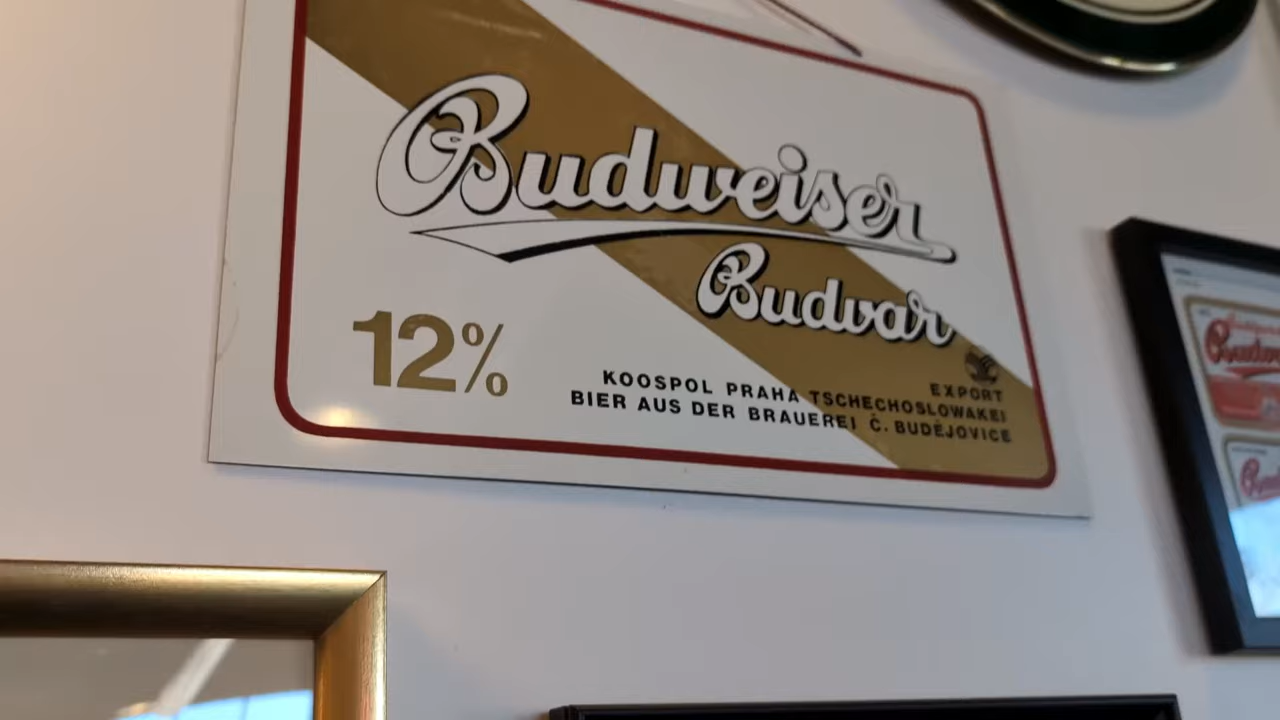 Budweiser
Budvar
12%
EXPORT
KOOSPOL PRAHA TSCHECHOSLOWAKEI
BIER AUS DER BRAUEREI Č. BUDĚJOVICE